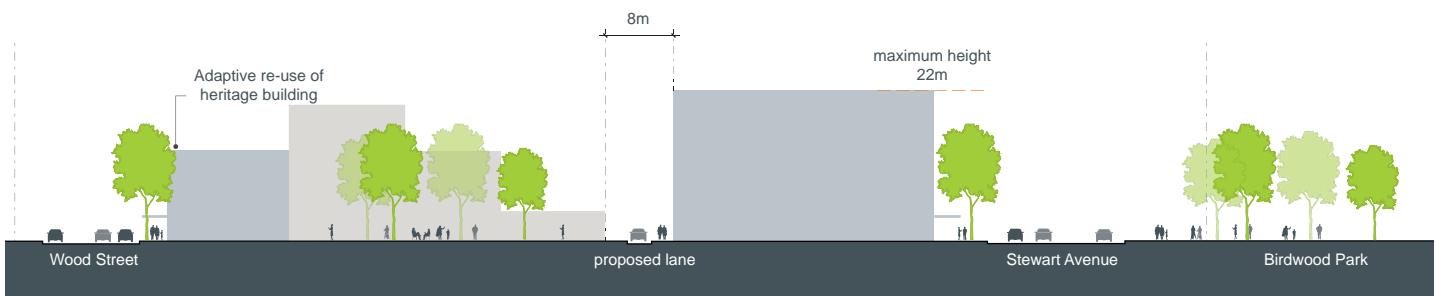 8m
maximum height
22m
Adaptive re-use of
heritage building
Wood Street
proposed lane
Stewart Avenue
Birdwood Park